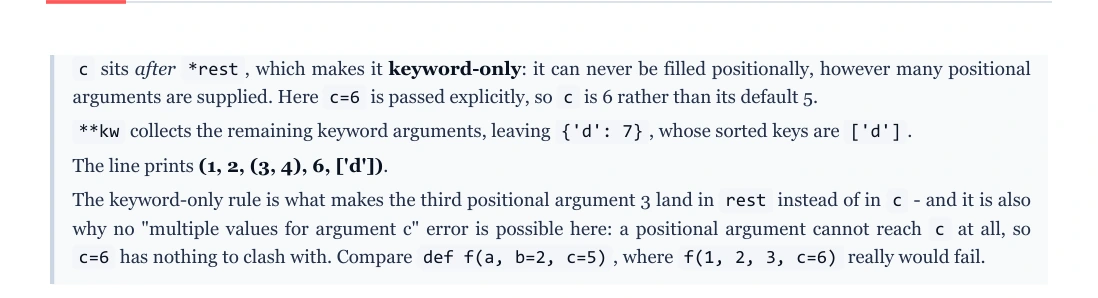 c sits after *rest , which makes it keyword-only: it can never be filled positionally, however many positional
arguments are supplied. Here c=6 is passed explicitly, so c is 6 rather than its default 5.
**kw collects the remaining keyword arguments, leaving {'d': 7} , whose sorted keys are ['d'] .
The line prints (1, 2, (3, 4), 6, ['d']).
The keyword-only rule is what makes the third positional argument 3 land in rest instead of in c - and it is also
why no "multiple values for argument c" error is possible here: a positional argument cannot reach c at all, so
c=6 has nothing to clash with. Compare def f(a, b=2, c=5) , where f(1, 2, 3, c=6) really would fail.